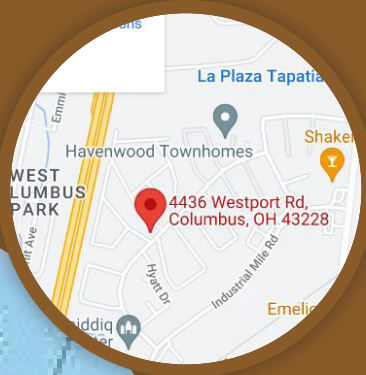 La Plaza Tapatia
Havenwood Townhomes
WEST
LUMBUS
PARK
4436 Westport Rd,
Columbus, OH 43228
Hyatt Dr
Industrial Mile Rd